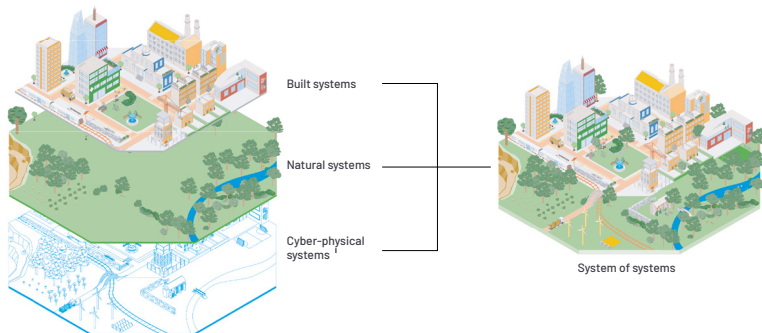 Built systems
Natural systems
Cyber-physical
systems
System of systems